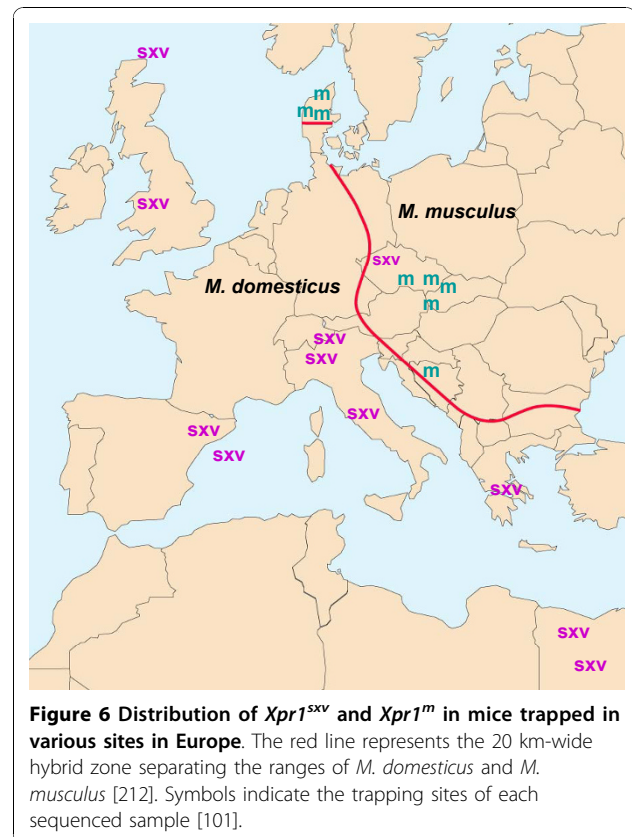 sxv
m
mm
sxv
M. musculus
sxv
m m
m
M. domesticus
m
sxv
sxv
m
sxv
sxv
sxv
sxv
sxv
sxv
Figure 6 Distribution of Xpr1sxv and Xpr1m in mice trapped in
various sites in Europe. The red line represents the 20 km-wide
hybrid zone separating the ranges of M. domesticus and M.
musculus [212]. Symbols indicate the trapping sites of each
sequenced sample [101].